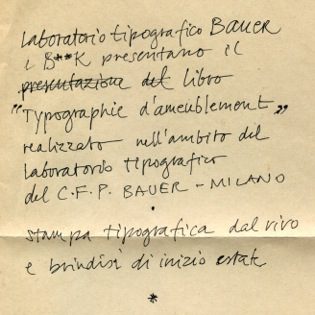 Laboratorio tipografico BAUER
e B**K presentano il
presentazione del libro
"Typographie d'ameublement"
realizzato nell'ambito del
laboratorio tipografico
del C.F.P. BAUER - MILANO
.
stampa tipografica dal vivo
e brindisi di inizio estate
*